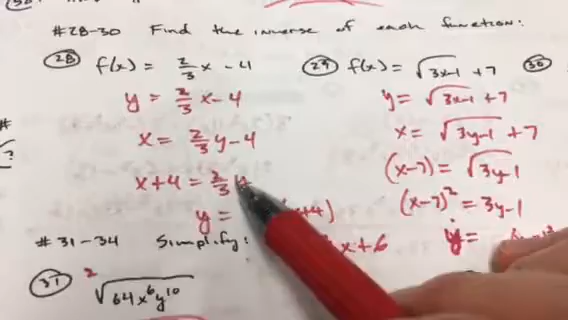 #28-30 Find the inverse of each function:
28 f(x) = 2/3 x - 4
y = 2/3 x - 4
x = 2/3 y - 4
x + 4 = 2/3 y
y =
x + 6
29 f(x) = √(3x-1) + 7
y = √(3x-1) + 7
x = √(3y-1) + 7
(x-7) = √(3y-1)
(x-7)² = 3y-1
y =
30
#31-34 Simplify:
31 2 √(64x⁶y¹⁰)